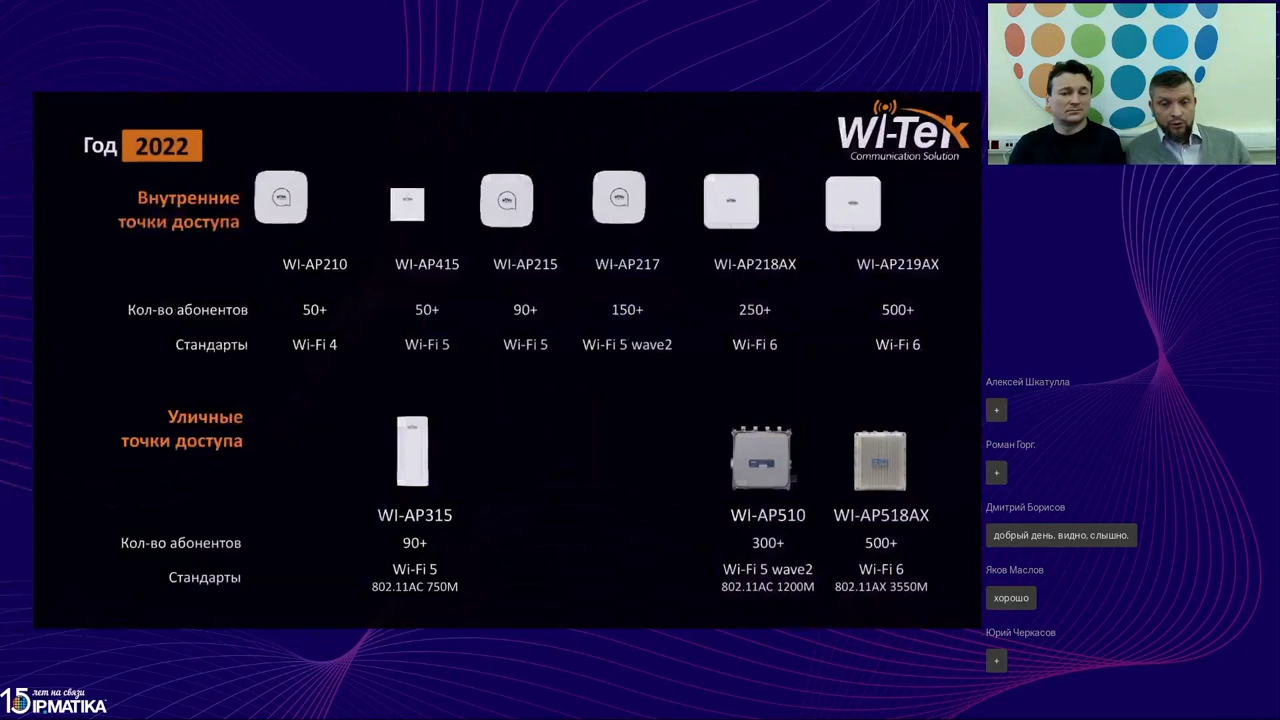 Год 2022
Wi-Tek
Communication Solution
Внутренние
точки доступа
WI-AP210 WI-AP415 WI-AP215 WI-AP217 WI-AP218AX WI-AP219AX
Кол-во абонентов 50+ 50+ 90+ 150+ 250+ 500+
Стандарты Wi-Fi 4 Wi-Fi 5 Wi-Fi 5 Wi-Fi 5 wave2 Wi-Fi 6 Wi-Fi 6
Уличные
точки доступа
WI-AP315 WI-AP510 WI-AP518AX
Кол-во абонентов 90+ 300+ 500+
Стандарты Wi-Fi 5 Wi-Fi 5 wave2 Wi-Fi 6
802.11AC 750M 802.11AC 1200M 802.11AX 3550M
Алексей Шкатулла
+
Роман Горг.
+
Дмитрий Борисов
добрый день. видно, слышно.
Яков Маслов
хорошо
Юрий Черкасов
+
15 лет на связи
IPMATIKA